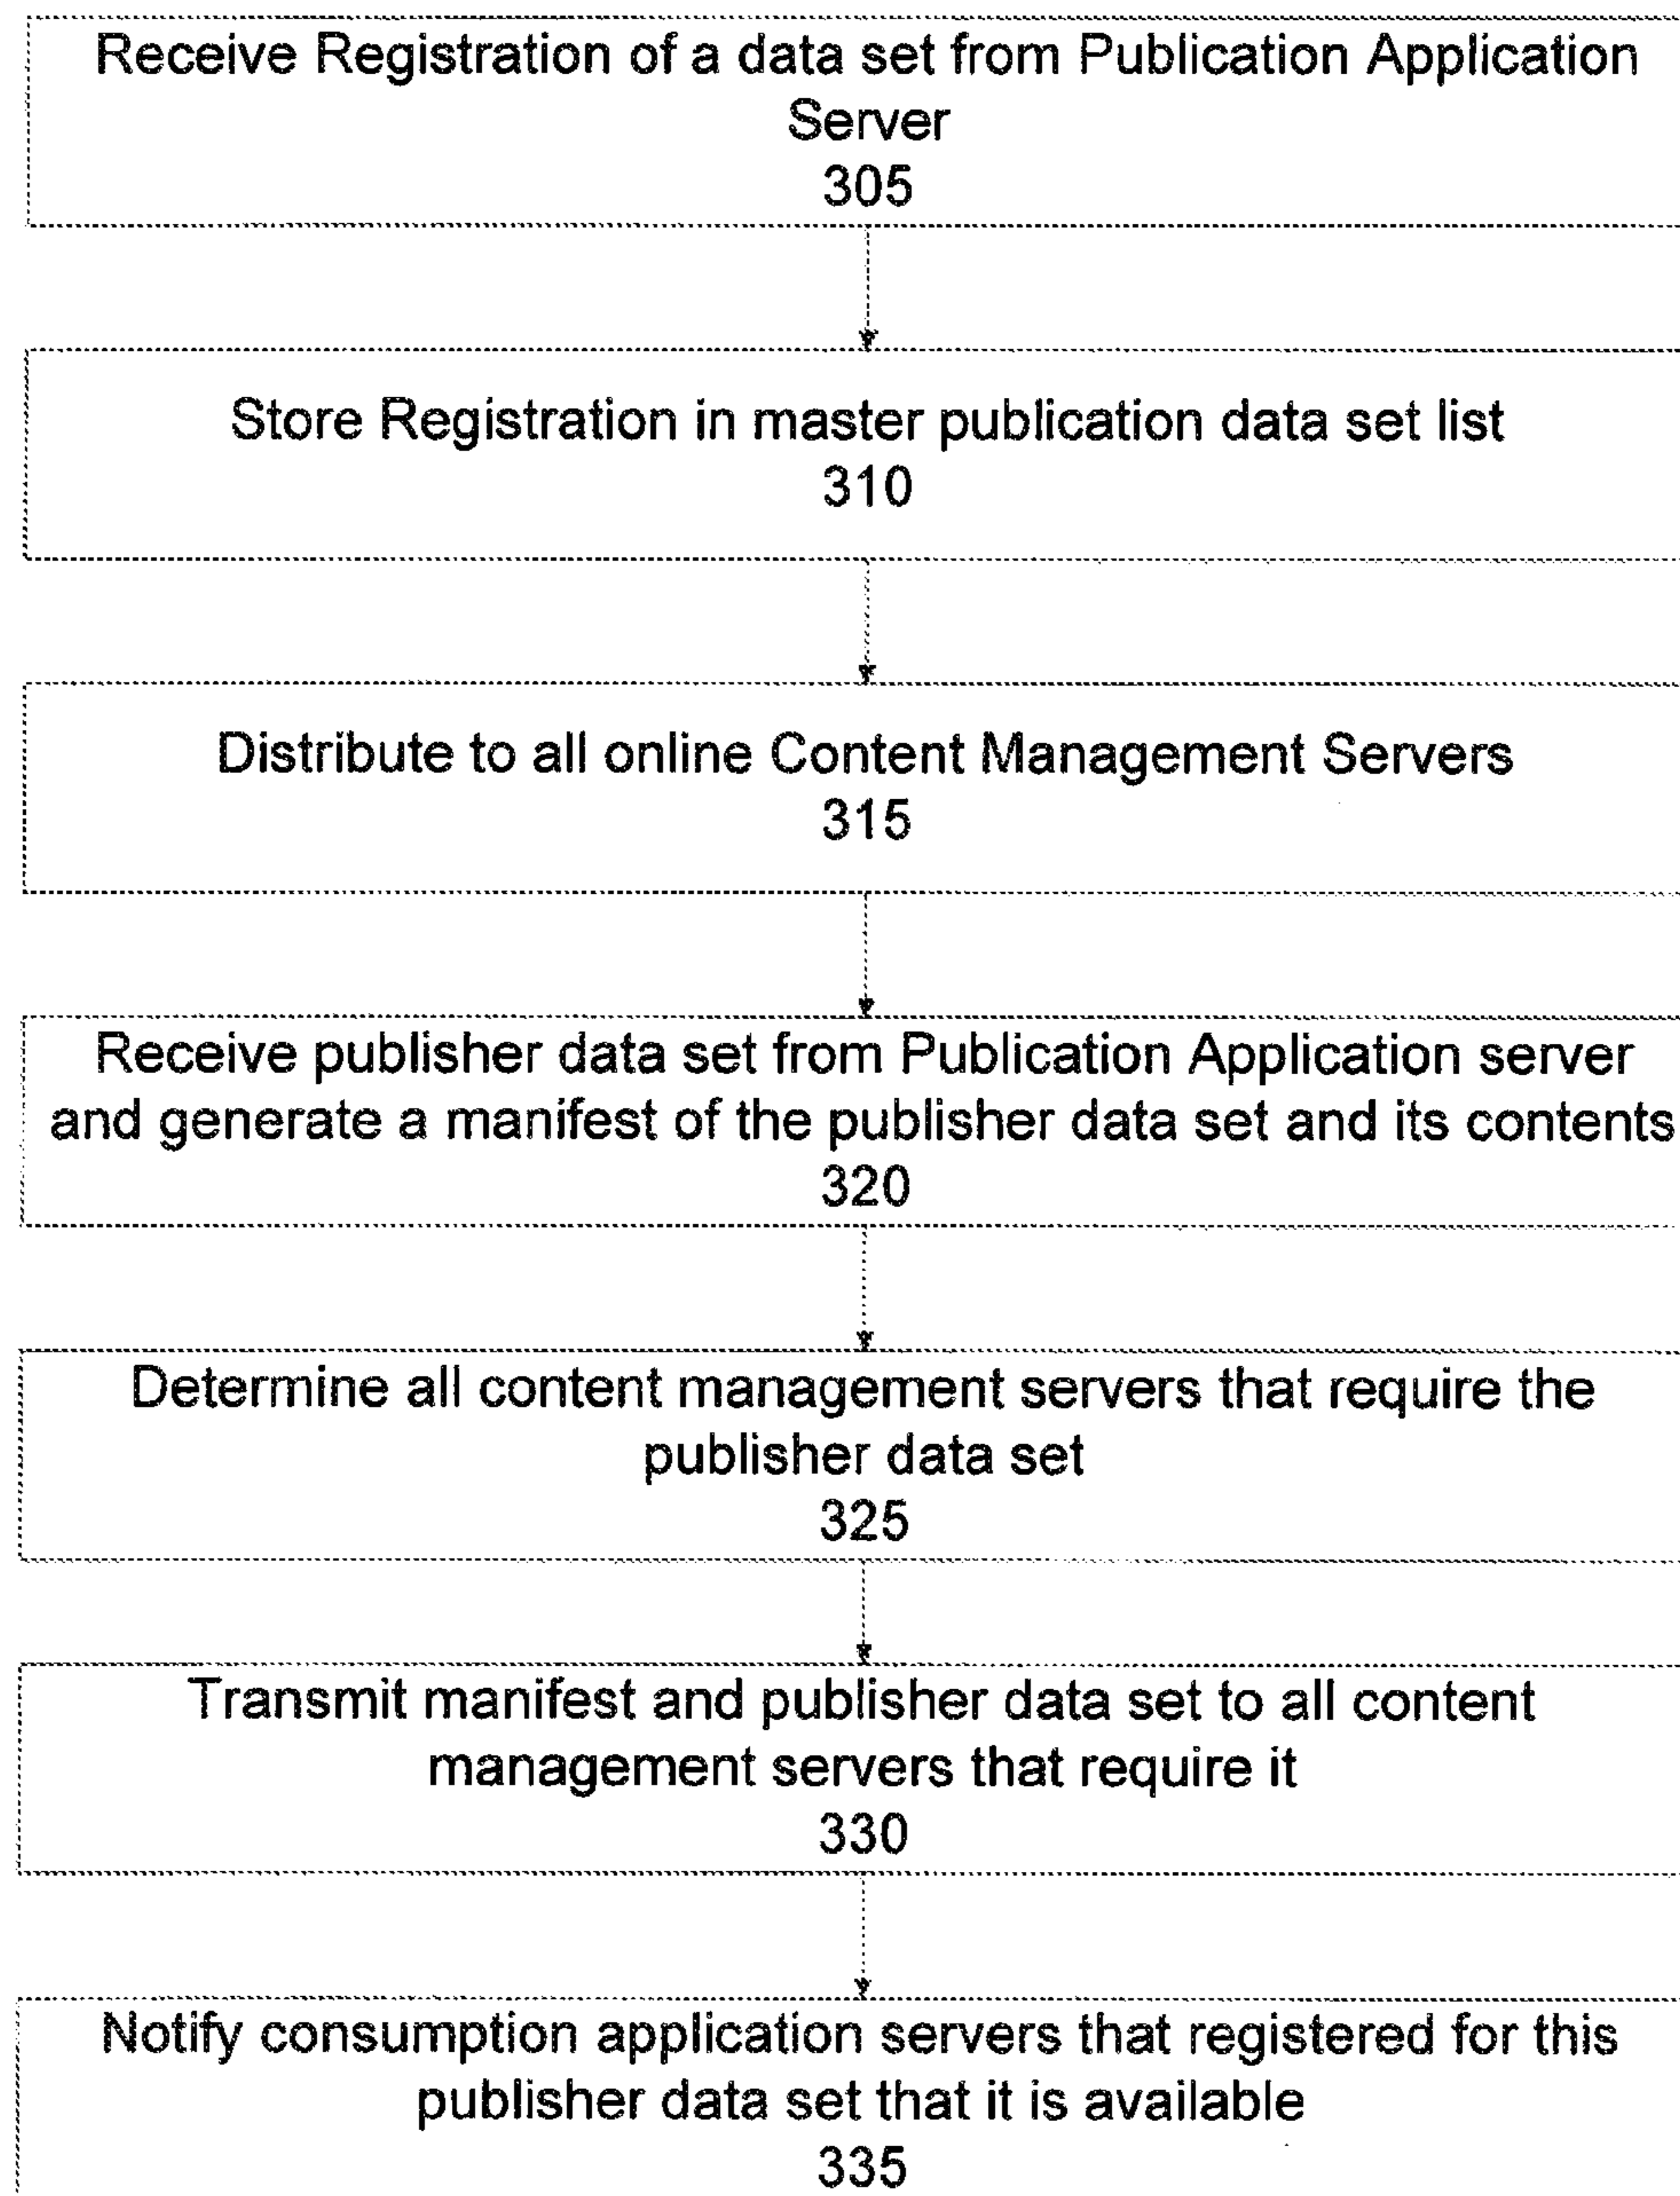 Receive Registration of a data set from Publication Application
Server
305
Store Registration in master publication data set list
310
Distribute to all online Content Management Servers
315
Receive publisher data set from Publication Application server
and generate a manifest of the publisher data set and its contents
320
Determine all content management servers that require the
publisher data set
325
Transmit manifest and publisher data set to all content
management servers that require it
330
Notify consumption application servers that registered for this
publisher data set that it is available
335